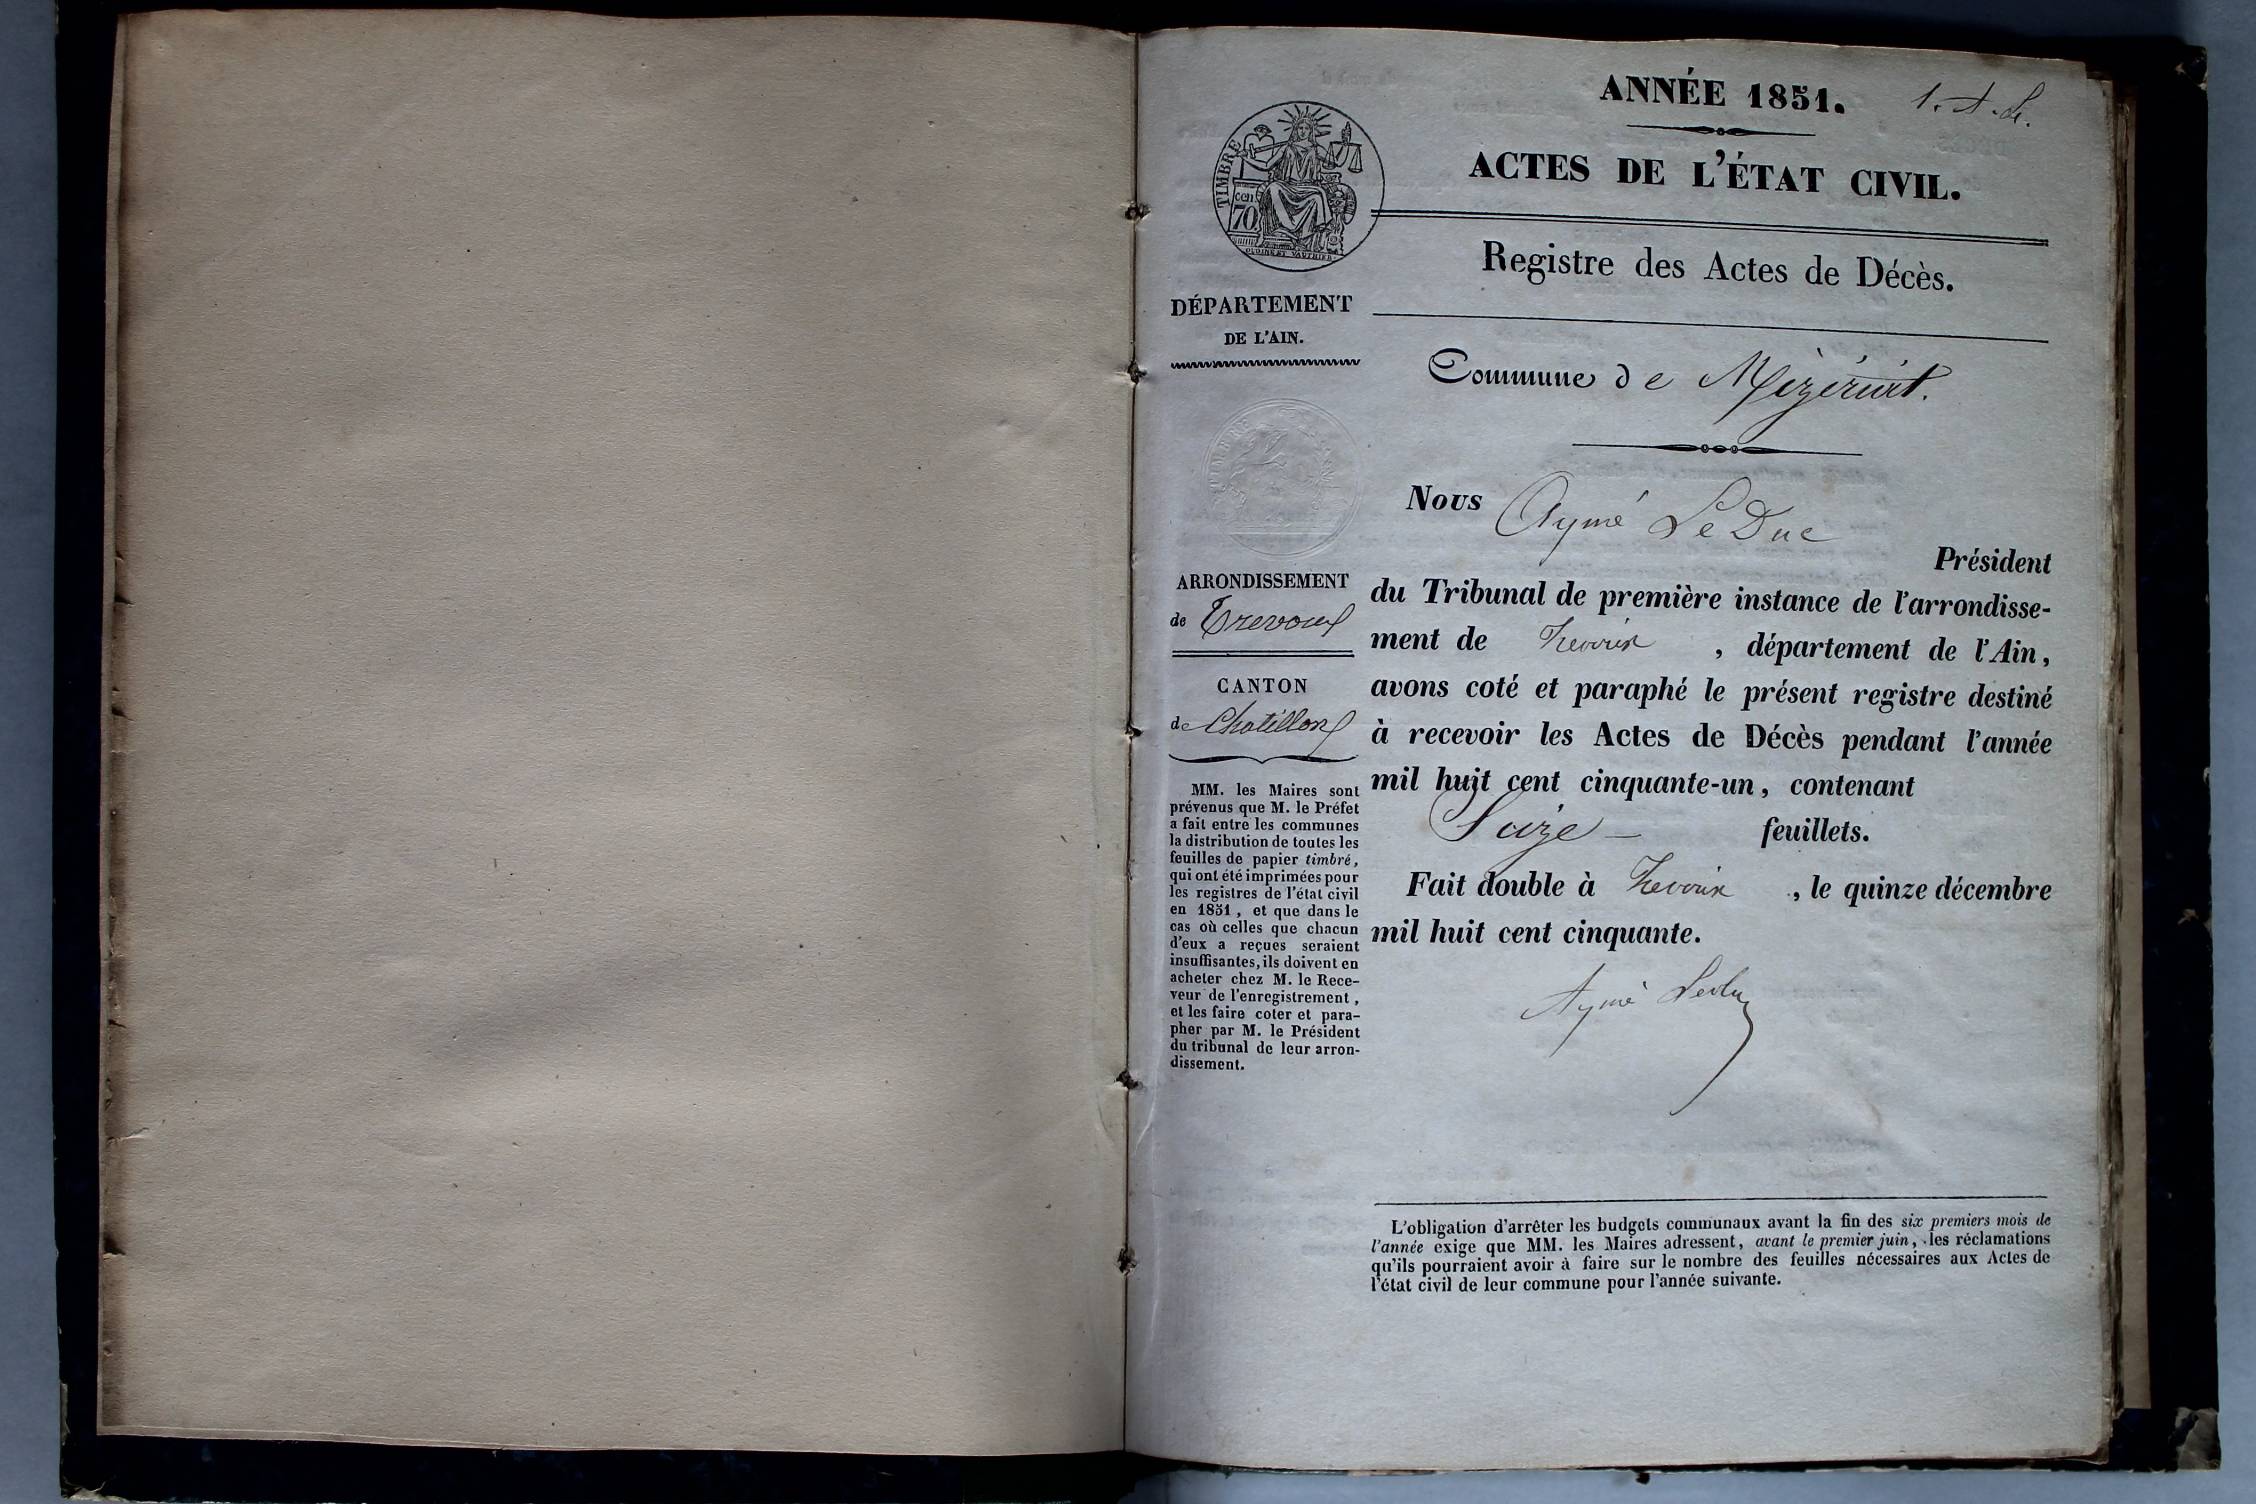 ANNÉE 1851.
1. A. L.
ACTES DE L'ÉTAT CIVIL.
TIMBRE
cen.
70.
Registre des Actes de Décès.
DÉPARTEMENT
DE L'AIN.
Commune de Mézériat.
TIMBRE
Nous Aymé Le Duc
Président
du Tribunal de première instance de l'arrondisse-
ment de Trevoux, département de l'Ain,
avons coté et paraphé le présent registre destiné
à recevoir les Actes de Décès pendant l'année
mil huit cent cinquante-un, contenant
Seize — feuillets.
Fait double à Trevoux, le quinze décembre
mil huit cent cinquante.
Aymé Leduc
ARRONDISSEMENT
de Trevoux
CANTON
de Chatillon
MM. les Maires sont
prévenus que M. le Préfet
a fait entre les communes
la distribution de toutes les
feuilles de papier timbré,
qui ont été imprimées pour
les registres de l'état civil
en 1851, et que dans le
cas où celles que chacun
d'eux a reçues seraient
insuffisantes, ils doivent en
acheter chez M. le Rece-
veur de l'enregistrement,
et les faire coter et para-
pher par M. le Président
du tribunal de leur arron-
dissement.
L'obligation d'arrêter les budgets communaux avant la fin des six premiers mois de
l'année exige que MM. les Maires adressent, avant le premier juin, les réclamations
qu'ils pourraient avoir à faire sur le nombre des feuilles nécessaires aux Actes de
l'état civil de leur commune pour l'année suivante.